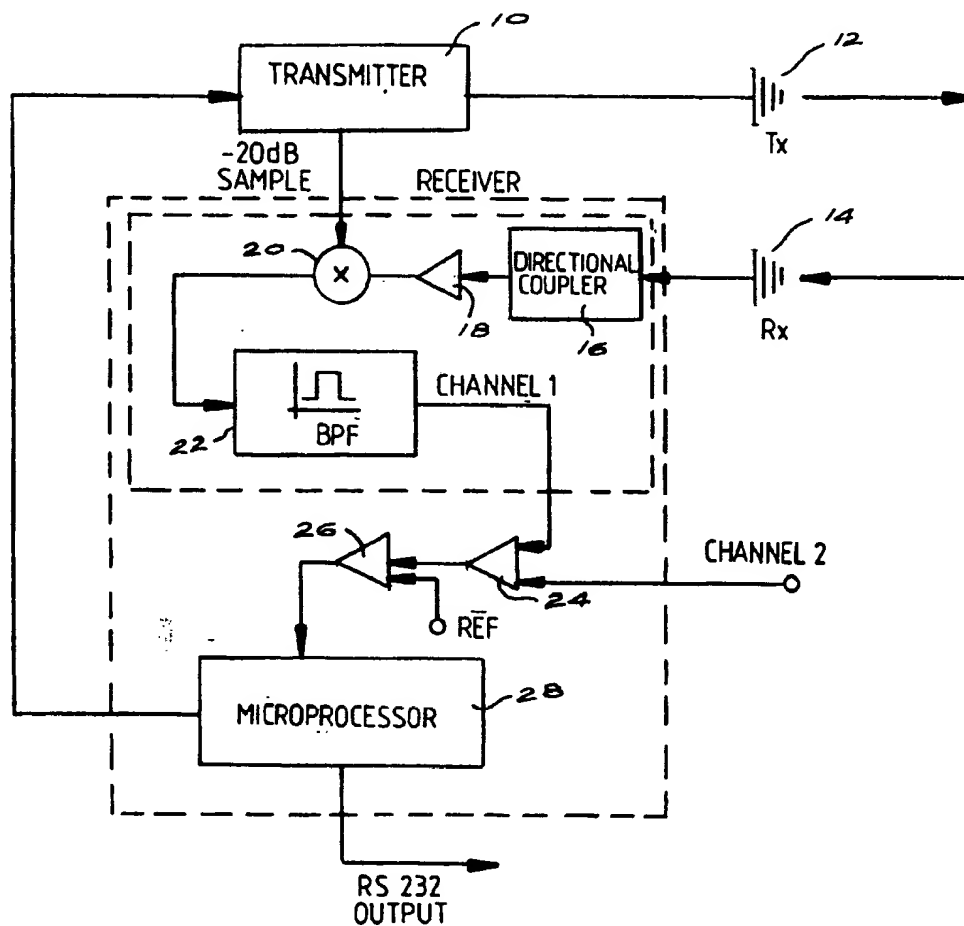 10
TRANSMITTER
12
Tx
-20dB
SAMPLE
RECEIVER
14
20
×
18
DIRECTIONAL
COUPLER
16
Rx
22
BPF
CHANNEL 1
26
24
CHANNEL 2
REF
MICROPROCESSOR
28
RS 232
OUTPUT